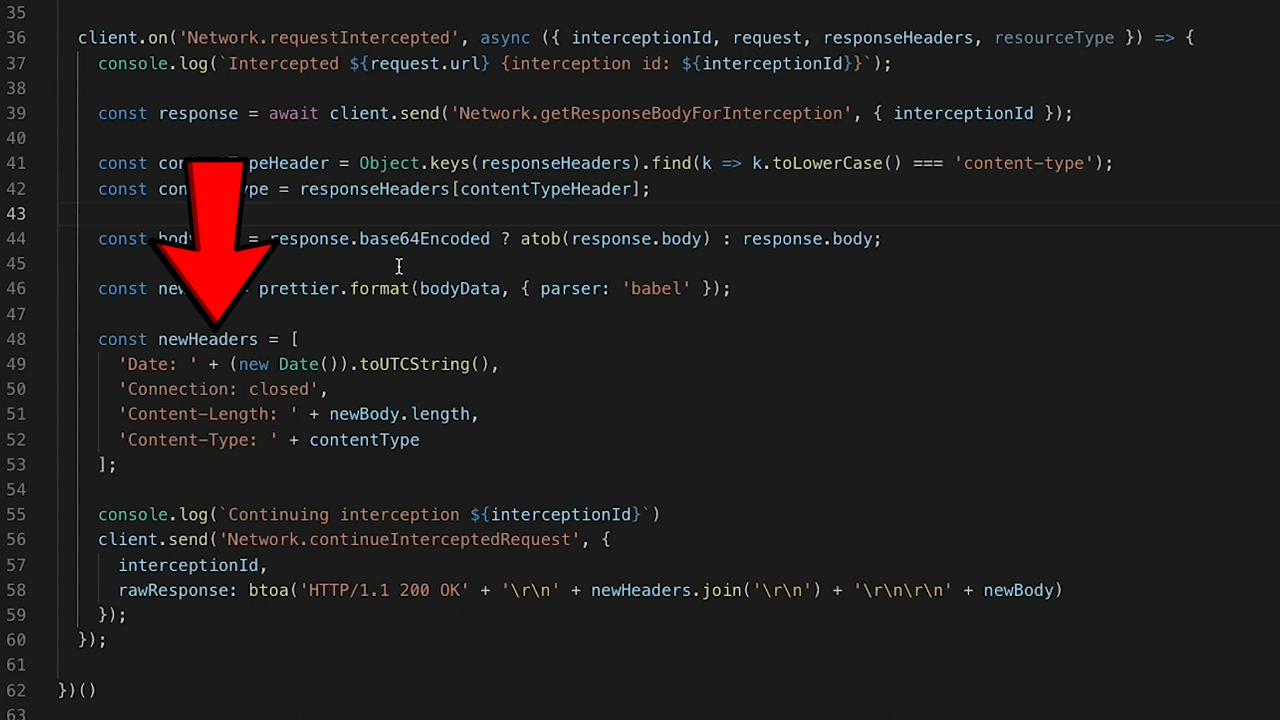 35
36 client.on('Network.requestIntercepted', async ({ interceptionId, request, responseHeaders, resourceType }) => {
37 console.log(`Intercepted ${request.url} {interception id: ${interceptionId}}`);
38
39 const response = await client.send('Network.getResponseBodyForInterception', { interceptionId });
40
41 const con peHeader = Object.keys(responseHeaders).find(k => k.toLowerCase() === 'content-type');
42 const con ype = responseHeaders[contentTypeHeader];
43
44 const bod = response.base64Encoded ? atob(response.body) : response.body;
45
46 const new prettier.format(bodyData, { parser: 'babel' });
47
48 const newHeaders = [
49 'Date: ' + (new Date()).toUTCString(),
50 'Connection: closed',
51 'Content-Length: ' + newBody.length,
52 'Content-Type: ' + contentType
53 ];
54
55 console.log(`Continuing interception ${interceptionId}`)
56 client.send('Network.continueInterceptedRequest', {
57 interceptionId,
58 rawResponse: btoa('HTTP/1.1 200 OK' + '\r\n' + newHeaders.join('\r\n') + '\r\n\r\n' + newBody)
59 });
60 });
61
62 })()
63